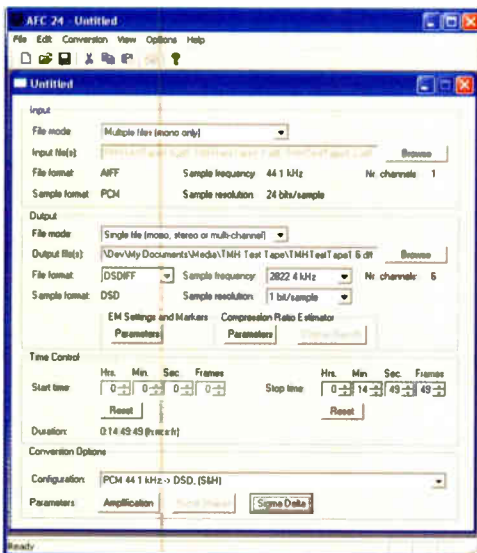 AFC 24 - Untitled
File Edit Conversion View Options Help
Untitled
Input
File mode Multiple files (mono only)
Input file(s): Browse
File format AIFF Sample frequency 44.1 kHz Nr. channels 1
Sample format PCM Sample resolution 24 bits/sample
Output
File mode Single file (mono, stereo or multi-channel)
Output file(s): \Dev\My Documents\Media\TMH Test Tape\TMHTestTape1 6.dff Browse
File format: DSDIFF Sample frequency: 2822.4 kHz Nr. channels: 6
Sample format: DSD Sample resolution: 1 bit/sample
EM Settings and Markers Compression Ratio Estimator
Parameters Parameters
Time Control
Hrs. Min. Sec. Frames Hrs. Min. Sec. Frames
Start time: 0 0 0 0 Stop time: 0 14 49 49
Reset Reset
Duration: 0:14:49:49 (h:m:s:fr)
Conversion Options
Configuration: PCM 44.1 kHz -> DSD, (S&H)
Parameters: Amplification Sigma Delta
Ready